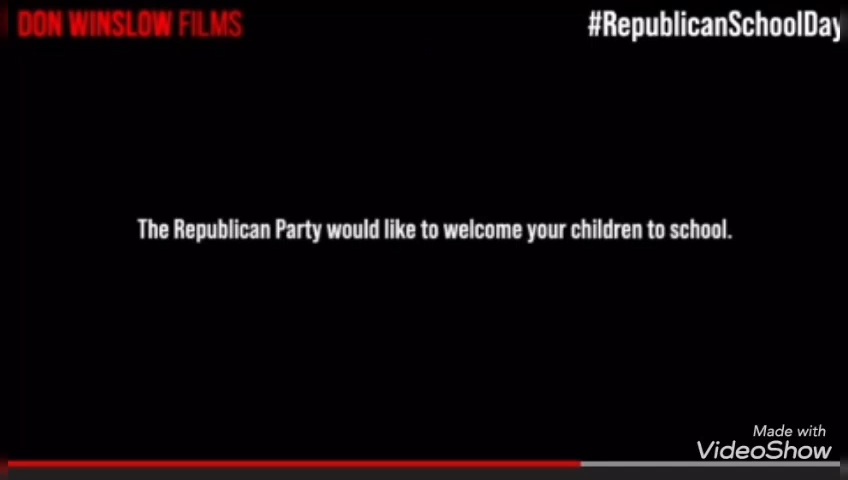 DON WINSLOW FILMS
#RepublicanSchoolDay
The Republican Party would like to welcome your children to school.
Made with
VideoShow